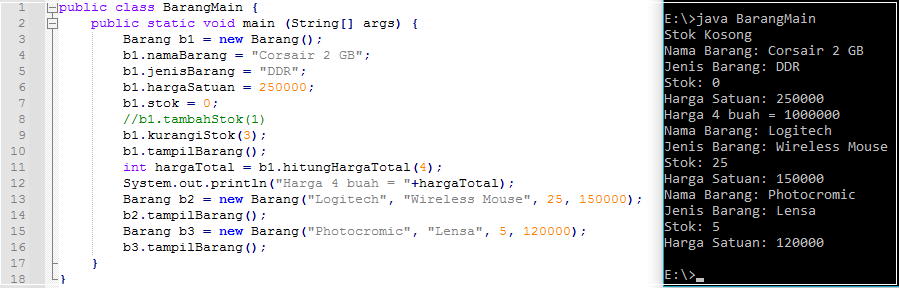 1 public class BarangMain {
2     public static void main (String[] args) {
3         Barang b1 = new Barang();
4         b1.namaBarang = "Corsair 2 GB";
5         b1.jenisBarang = "DDR";
6         b1.hargaSatuan = 250000;
7         b1.stok = 0;
8         //b1.tambahStok(1)
9         b1.kurangiStok(3);
10         b1.tampilBarang();
11         int hargaTotal = b1.hitungHargaTotal(4);
12         System.out.println("Harga 4 buah = "+hargaTotal);
13         Barang b2 = new Barang("Logitech", "Wireless Mouse", 25, 150000);
14         b2.tampilBarang();
15         Barang b3 = new Barang("Photocromic", "Lensa", 5, 120000);
16         b3.tampilBarang();
17     }
18 }
E:\>java BarangMain
Stok Kosong
Nama Barang: Corsair 2 GB
Jenis Barang: DDR
Stok: 0
Harga Satuan: 250000
Harga 4 buah = 1000000
Nama Barang: Logitech
Jenis Barang: Wireless Mouse
Stok: 25
Harga Satuan: 150000
Nama Barang: Photocromic
Jenis Barang: Lensa
Stok: 5
Harga Satuan: 120000
E:\>_